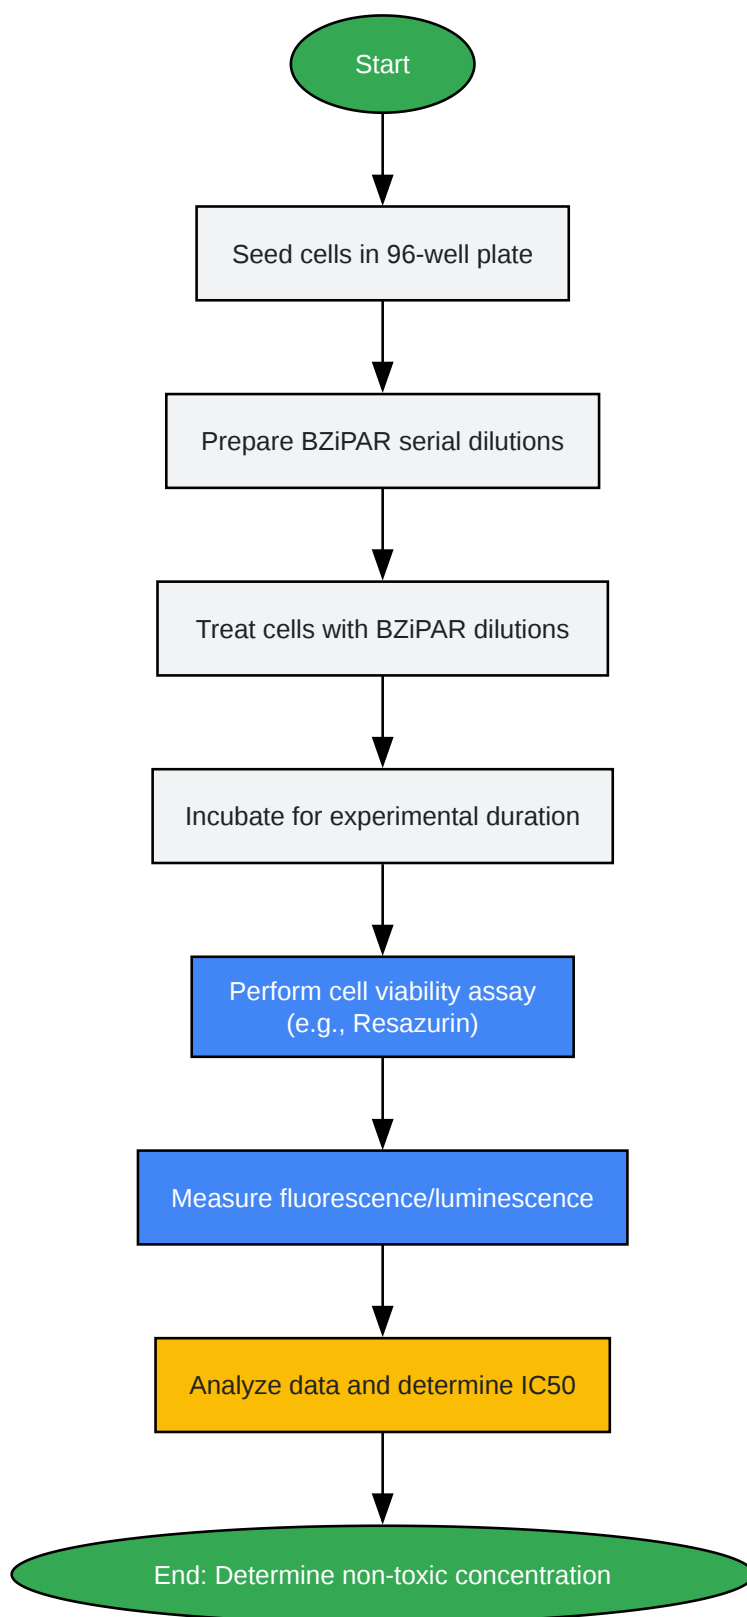 Start
Seed cells in 96-well plate
Prepare BZiPAR serial dilutions
Treat cells with BZiPAR dilutions
Incubate for experimental duration
Perform cell viability assay
(e.g., Resazurin)
Measure fluorescence/luminescence
Analyze data and determine IC50
End: Determine non-toxic concentration